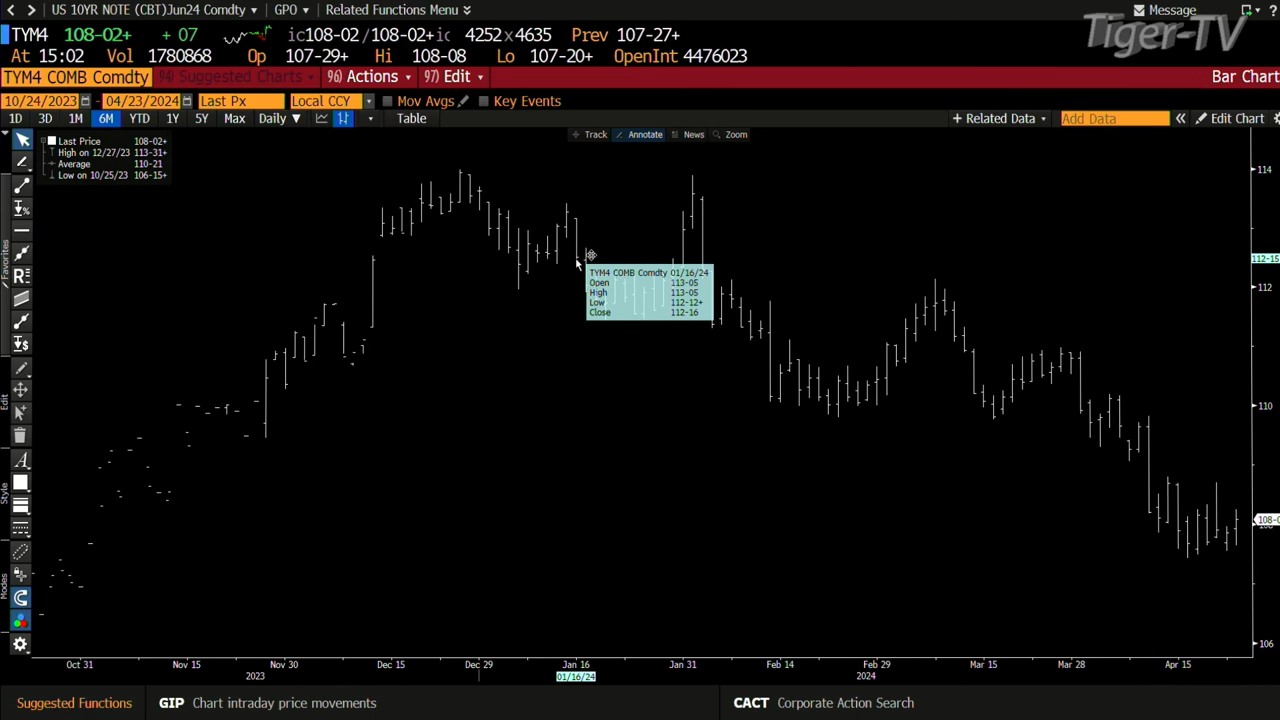 US 10YR NOTE (CBT)Jun24 Comdty GPO Related Functions Menu Message ?
Tiger-TV
TYM4 108-02+ + 07 ic108-02/108-02+ic 4252x4635 Prev 107-27+
At 15:02 Vol 1780868 Op 107-29+ Hi 108-08 Lo 107-20+ OpenInt 4476023
TYM4 COMB Comdty 94) Suggested Charts 96) Actions 97) Edit Bar Chart
10/24/2023 - 04/23/2024 Last Px Local CCY Mov Avgs Key Events
1D 3D 1M 6M YTD 1Y 5Y Max Daily Table + Related Data Add Data « Edit Chart
Track Annotate News Zoom
Last Price 108-02+
High on 12/27/23 113-31+
Average 110-21
Low on 10/25/23 106-15+
114
112-15
112
110
108-0
108
106
TYM4 COMB Comdty 01/16/24
Open 113-05
High 113-05
Low 112-12+
Close 112-16
Favorites
Edit
Style
Modes
Oct 31 Nov 15 Nov 30 Dec 15 Dec 29 Jan 16 Jan 31 Feb 14 Feb 29 Mar 15 Mar 28 Apr 15
2023 01/16/24 2024
Suggested Functions GIP Chart intraday price movements CACT Corporate Action Search